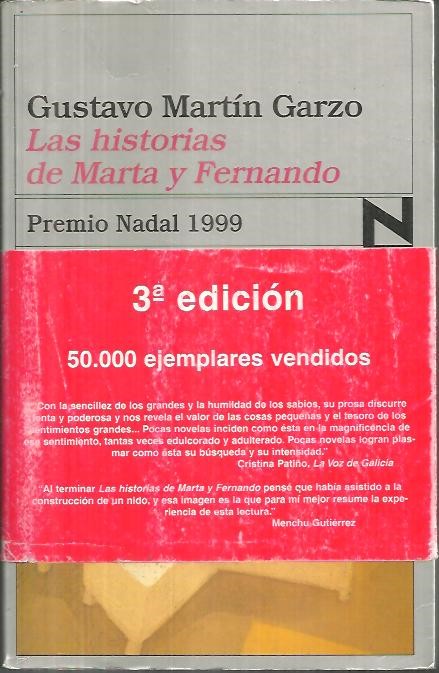 Gustavo Martín Garzo
Las historias
de Marta y Fernando
Premio Nadal 1999
N
3ª edición
50.000 ejemplares vendidos
"Con la sencillez de los grandes y la humildad de los sabios, su prosa discurre
lenta y poderosa y nos revela el valor de las cosas pequeñas y el tesoro de los
sentimientos grandes... Pocas novelas inciden como ésta en la magnificencia de
ese sentimiento, tantas veces edulcorado y adulterado. Pocas novelas logran plas-
mar como ésta su búsqueda y su intensidad."
Cristina Patiño, La Voz de Galicia
"Al terminar Las historias de Marta y Fernando pensé que había asistido a la
construcción de un nido, y esa imagen es la que para mí mejor resume la expe-
riencia de esta lectura."
Menchu Gutiérrez